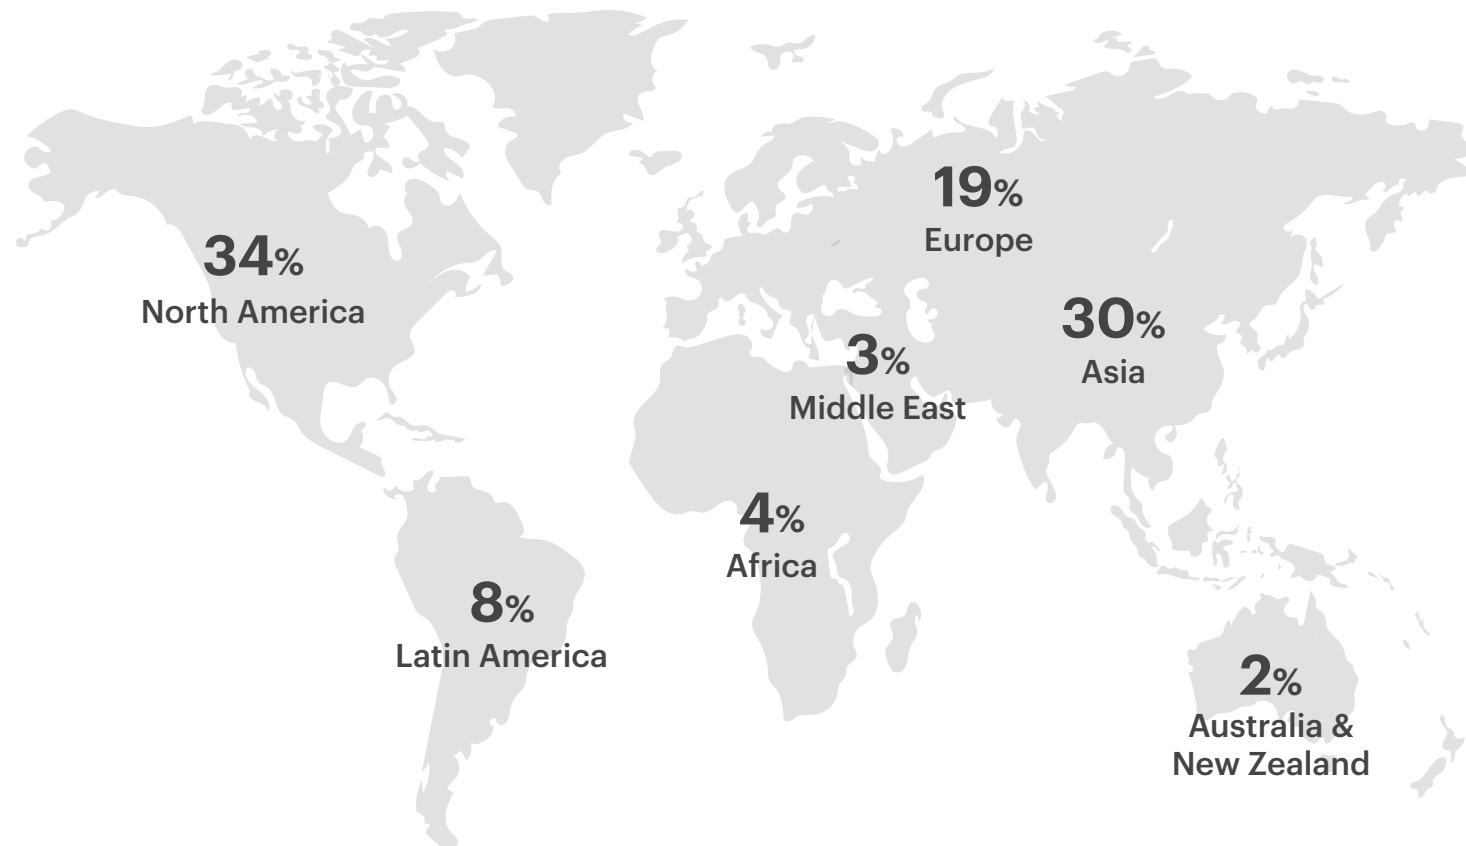 19%
Europe
34%
North America
30%
Asia
3%
Middle East
4%
Africa
8%
Latin America
2%
Australia &
New Zealand